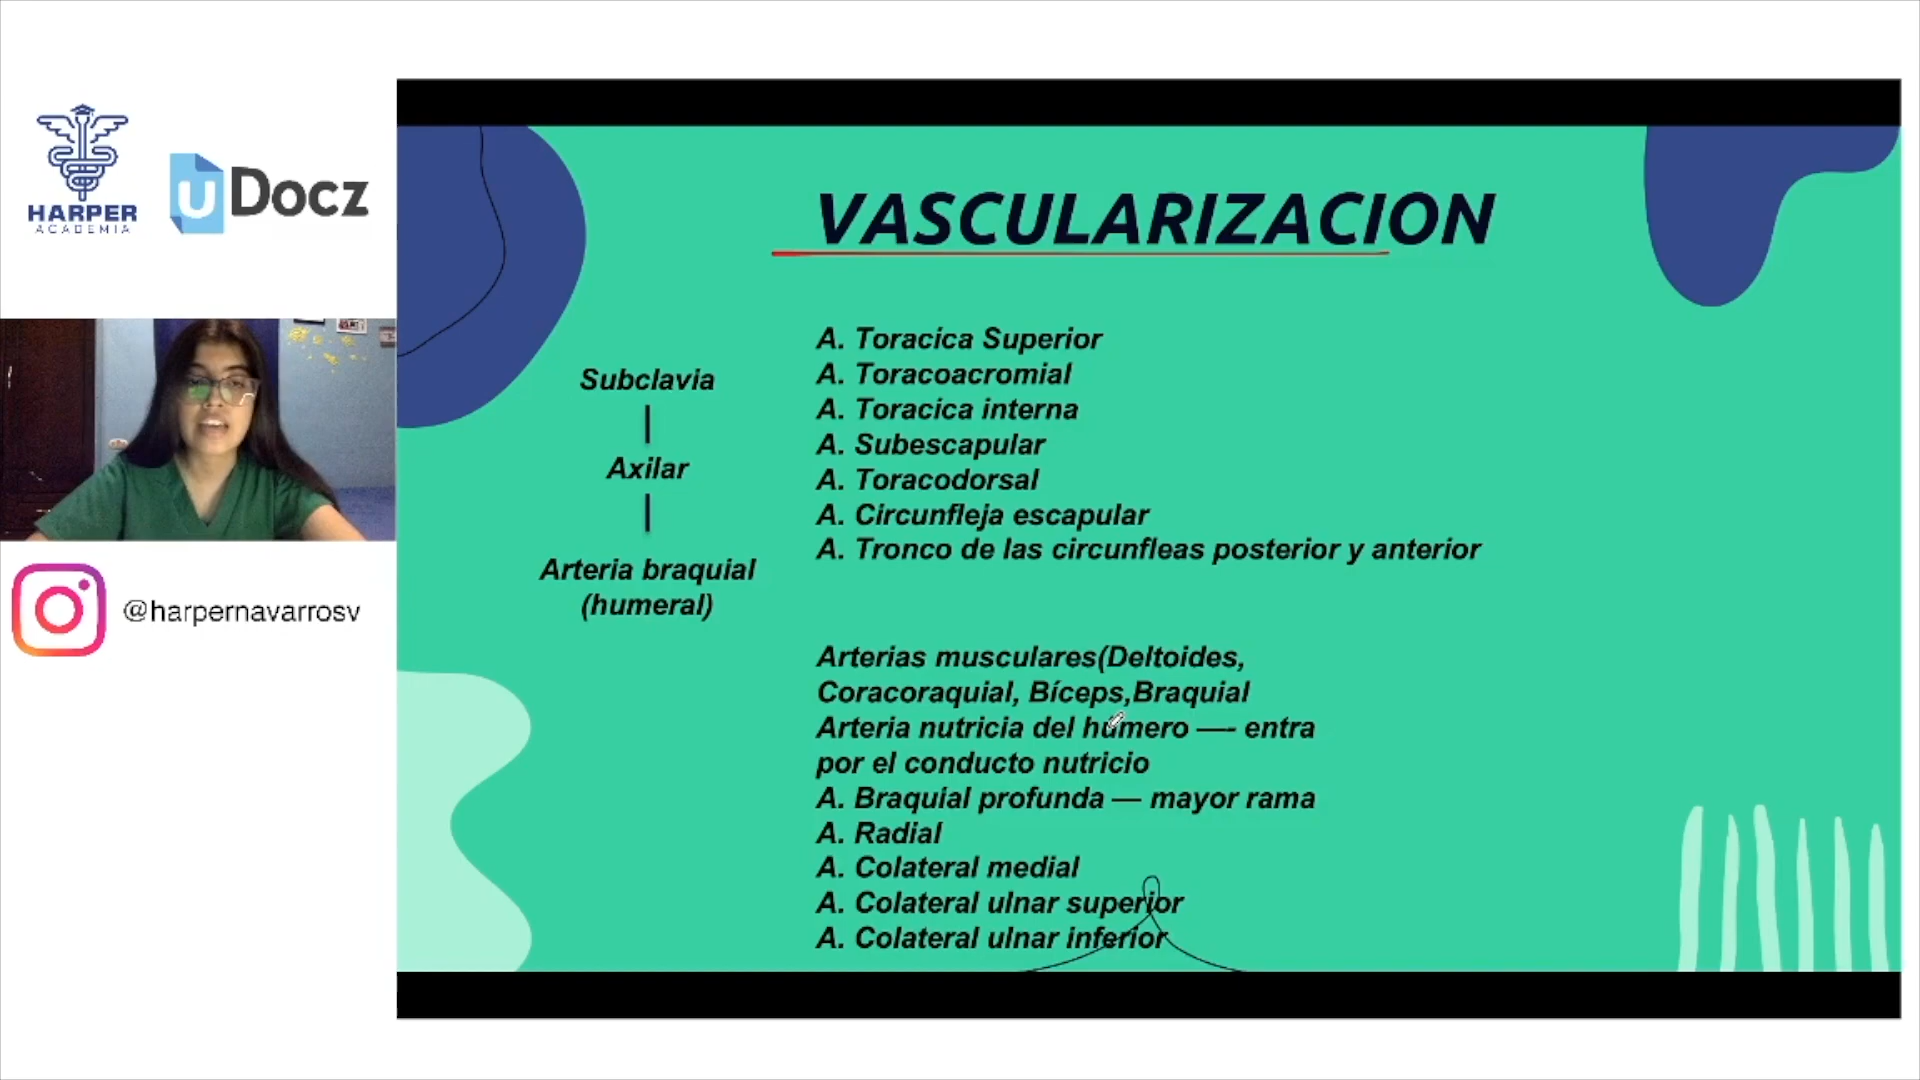 HARPER
ACADEMIA
uDocz
@harpernavarrosv
VASCULARIZACION
Subclavia
Axilar
Arteria braquial
(humeral)
A. Toracica Superior
A. Toracoacromial
A. Toracica interna
A. Subescapular
A. Toracodorsal
A. Circunfleja escapular
A. Tronco de las circunfleas posterior y anterior
Arterias musculares(Deltoides,
Coracoraquial, Bíceps,Braquial
Arteria nutricia del húmero —- entra
por el conducto nutricio
A. Braquial profunda — mayor rama
A. Radial
A. Colateral medial
A. Colateral ulnar superior
A. Colateral ulnar inferior